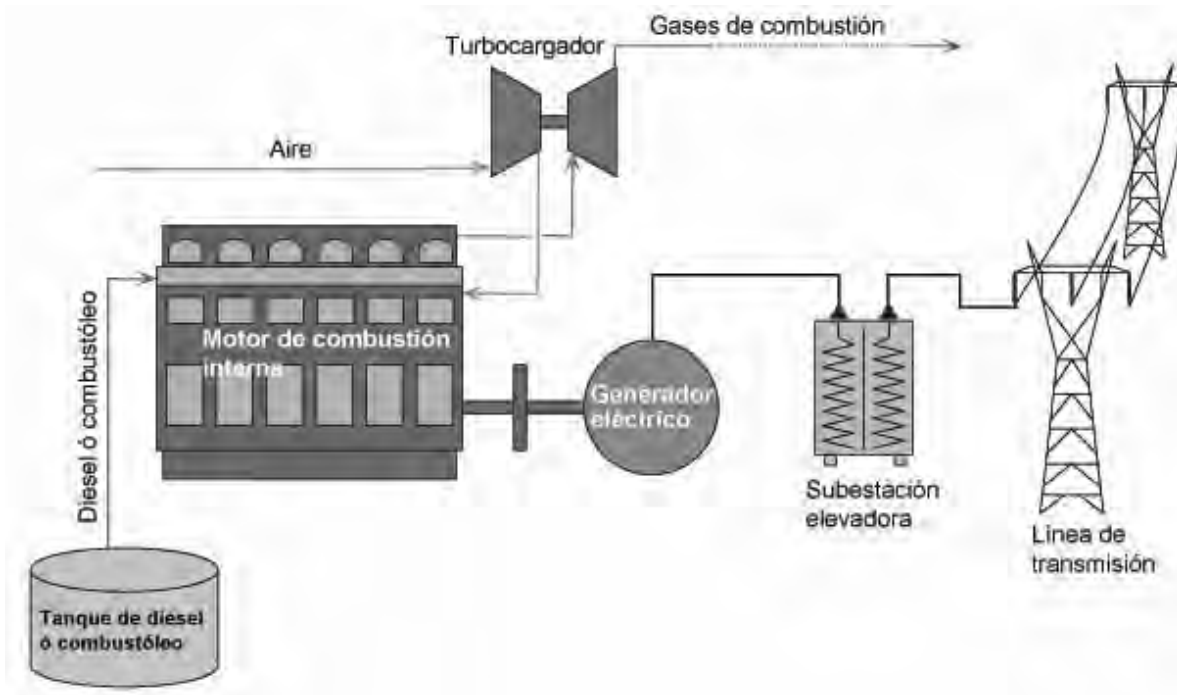 Gases de combustión
Turbocargador
Aire
Motor de combustión
interna
Diesel ó combustóleo
Generador
eléctrico
Subestación
elevadora
Línea de
transmisión
Tanque de diésel
ó combustóleo